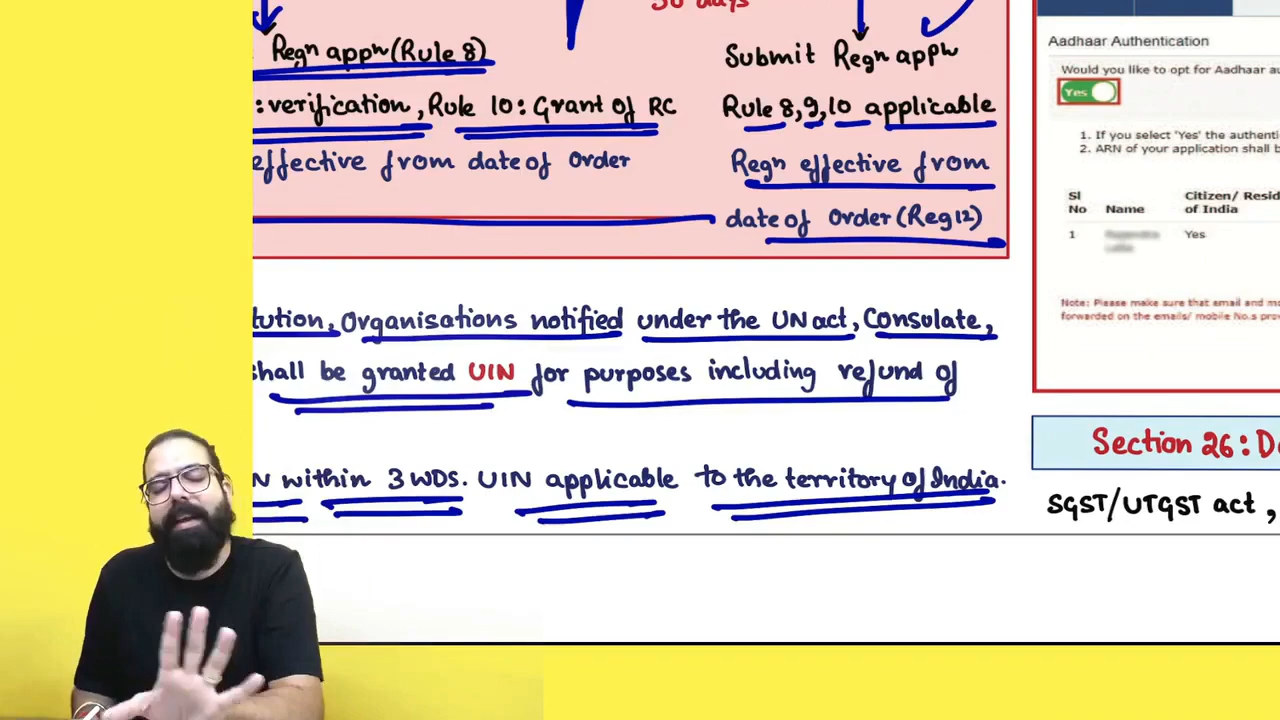 30 days
Regn appn (Rule 8)
: verification, Rule 10: Grant of RC
effective from date of Order
Submit Regn appn
Rule 8,9,10 applicable
Regn effective from
date of Order (Reg 12)
tution, Organisations notified under the UN act, Consulate,
shall be granted UIN for purposes including refund of
N within 3 WDS. UIN applicable to the territory of India.
Aadhaar Authentication
Would you like to opt for Aadhaar au
Yes
1. If you select 'Yes' the authenti
2. ARN of your application shall b
Sl No Name Citizen/ Resid of India
1 Yes
Note: Please make sure that email and mo
forwarded on the emails/ mobile No.s prov
Section 26: De
SGST/UTGST act,